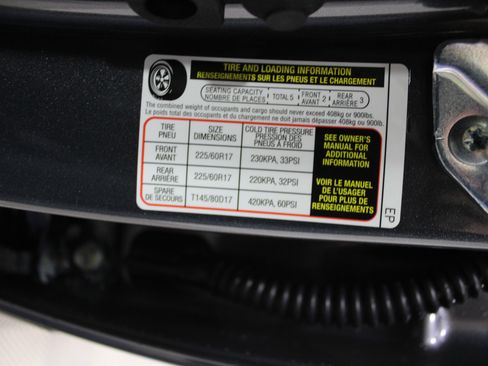 TIRE AND LOADING INFORMATION
RENSEIGNEMENTS SUR LES PNEUS ET LE CHARGEMENT
SEATING CAPACITY NOMBRE DE PLACES TOTAL 5 FRONT AVANT 2 REAR ARRIÈRE 3
The combined weight of occupants and cargo should never exceed 408kg or 900lbs.
Le poids total des occupants et du chargement ne doit jamais dépasser 408kg ou 900lbs.
TIRE PNEU SIZE DIMENSIONS COLD TIRE PRESSURE PRESSION DES PNEUS À FROID
FRONT AVANT 225/60R17 230KPA, 33PSI
REAR ARRIÈRE 225/60R17 220KPA, 32PSI
SPARE DE SECOURS T145/80D17 420KPA, 60PSI
SEE OWNER'S
MANUAL FOR
ADDITIONAL
INFORMATION
VOIR LE MANUEL
DE L'USAGER
POUR PLUS DE
RENSEIGNEMENTS
EP